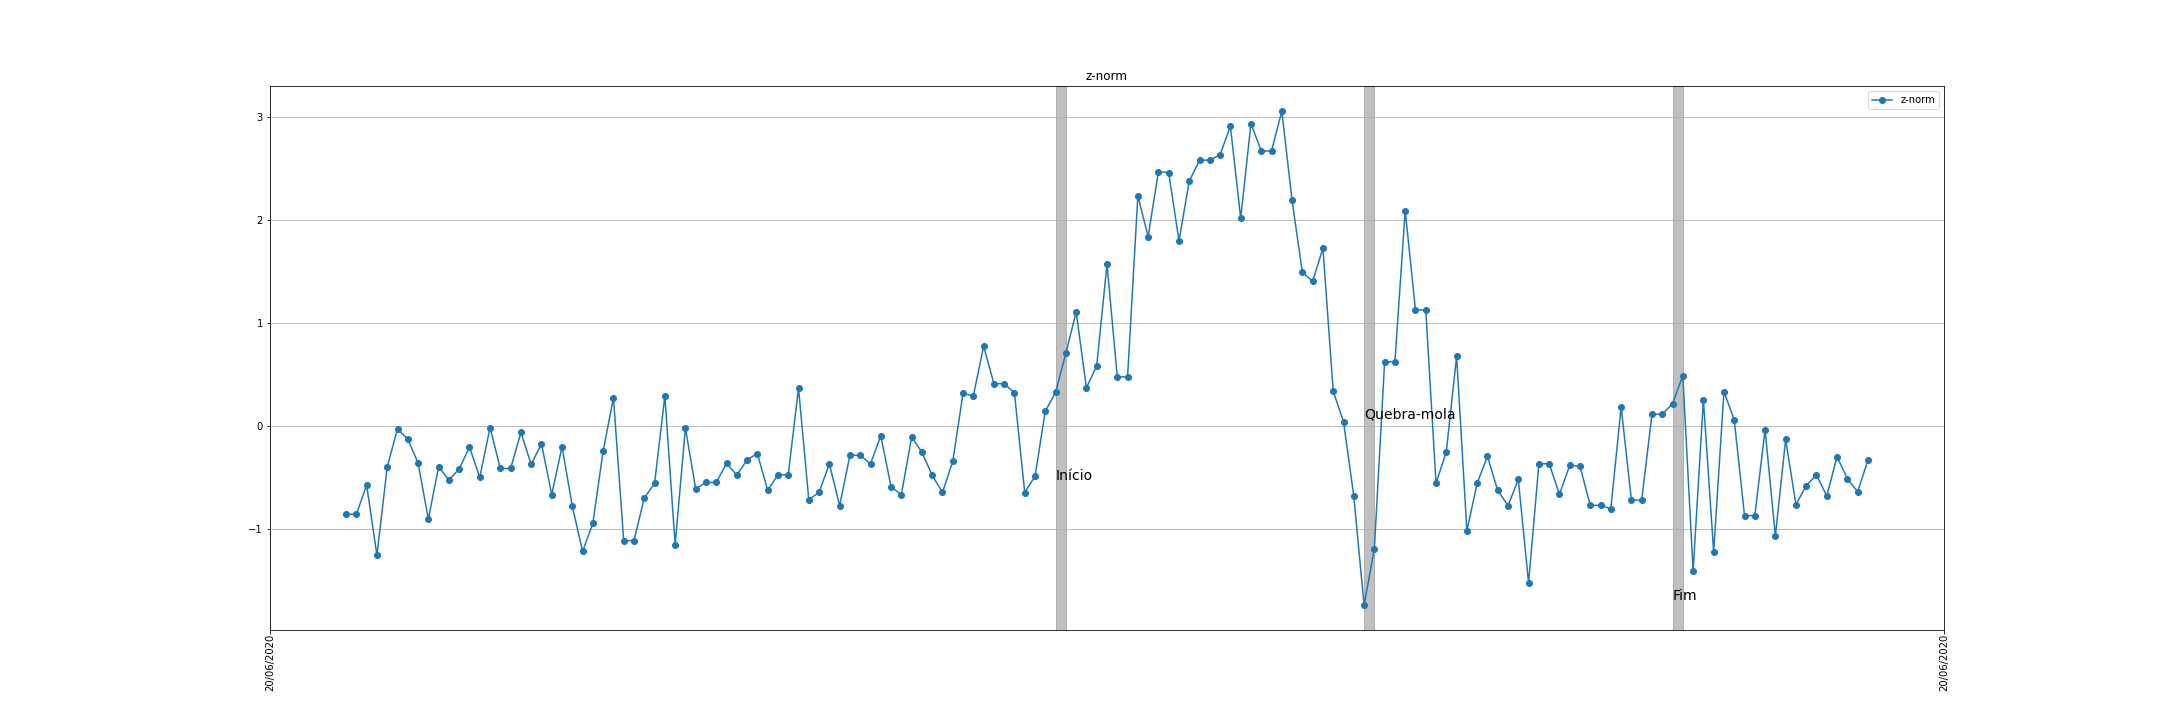 z-norm
z-norm
3
2
1
0
Quebra-mola
Início
−1
Fim
20/06/2020
20/06/2020